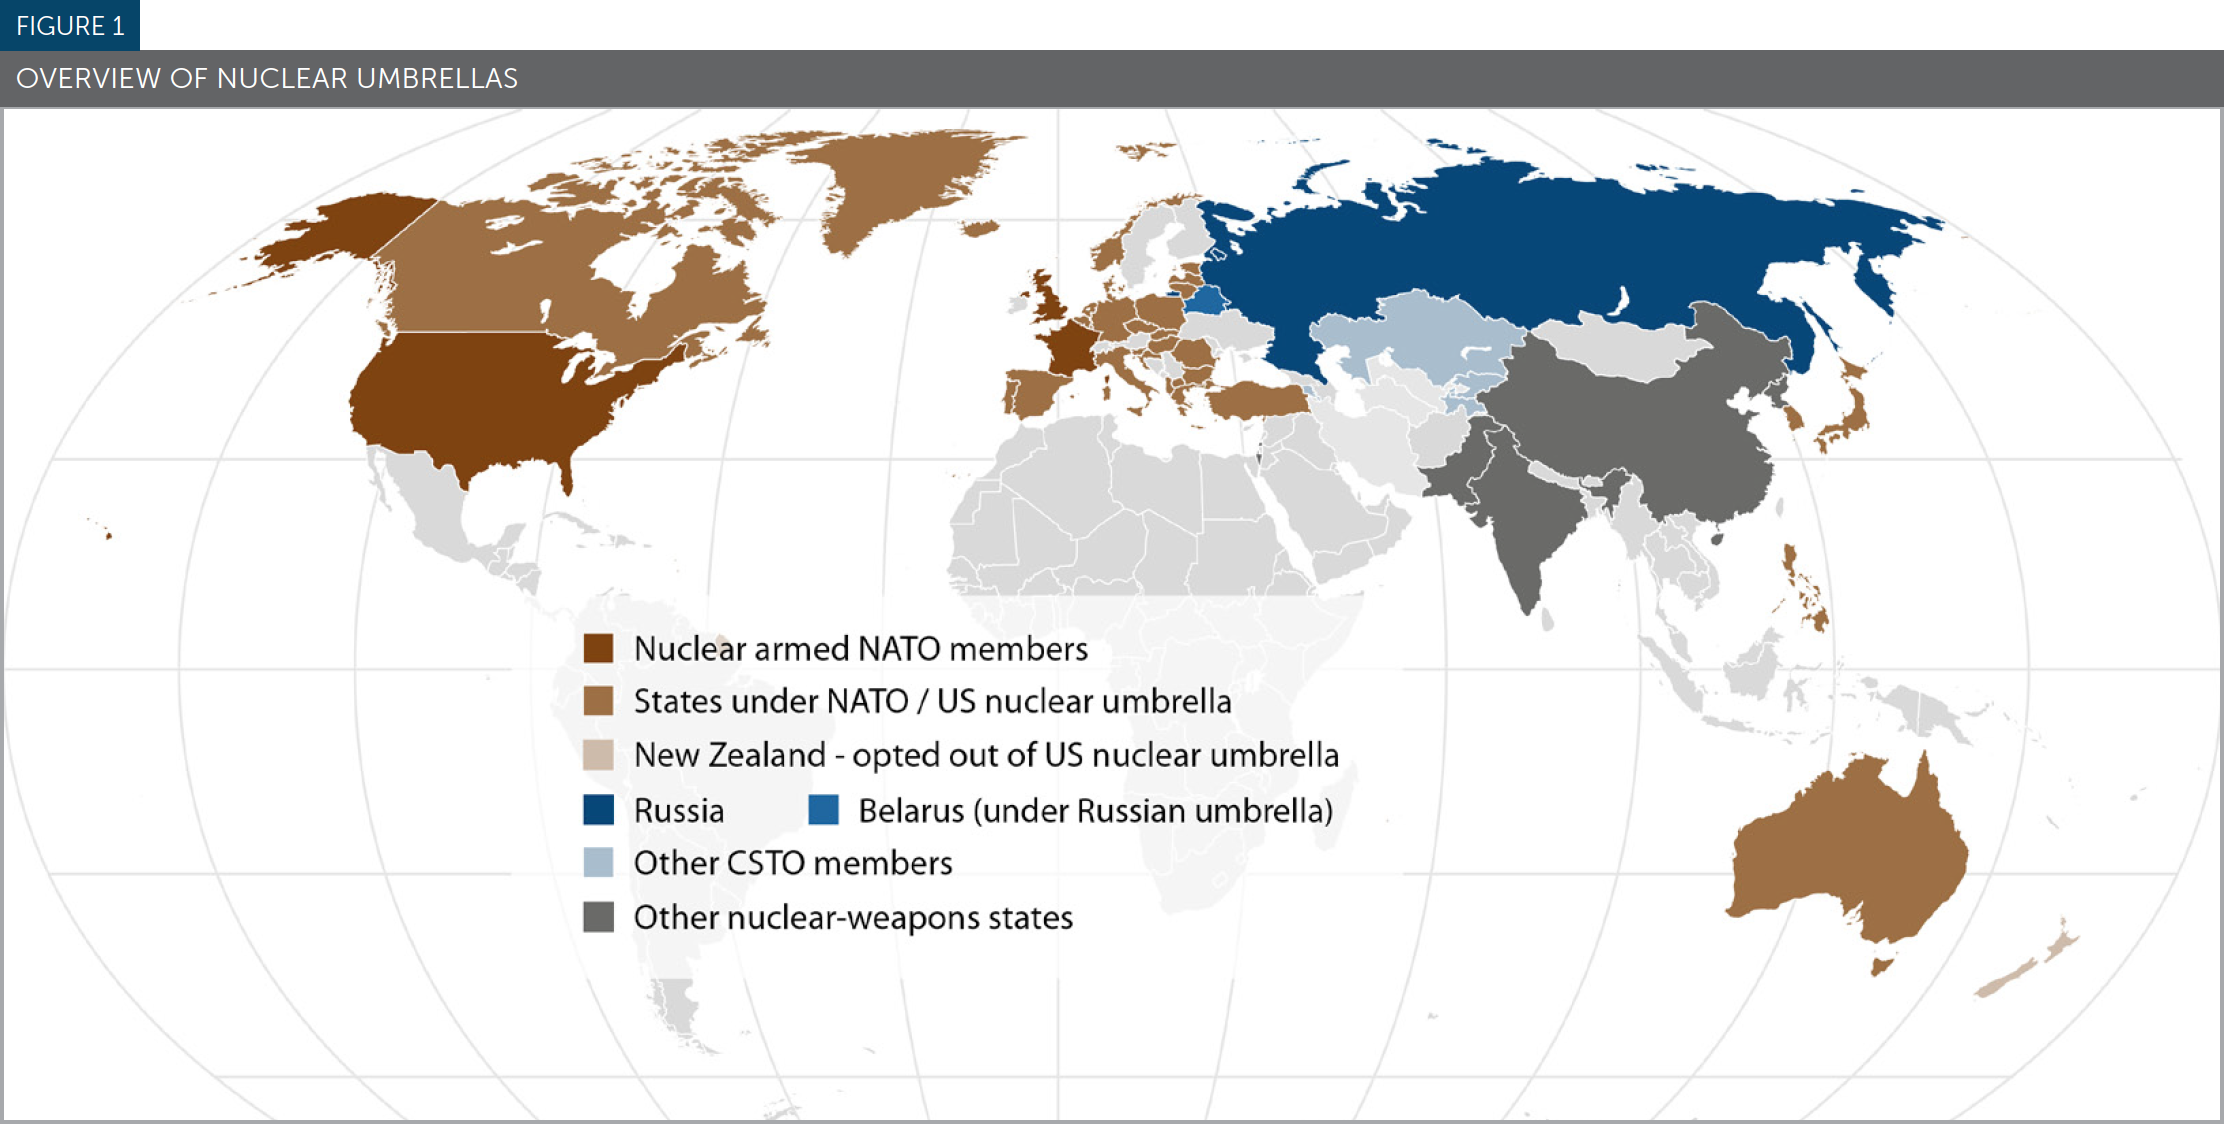 FIGURE 1
OVERVIEW OF NUCLEAR UMBRELLAS
Nuclear armed NATO members
States under NATO / US nuclear umbrella
New Zealand - opted out of US nuclear umbrella
Russia
Belarus (under Russian umbrella)
Other CSTO members
Other nuclear-weapons states